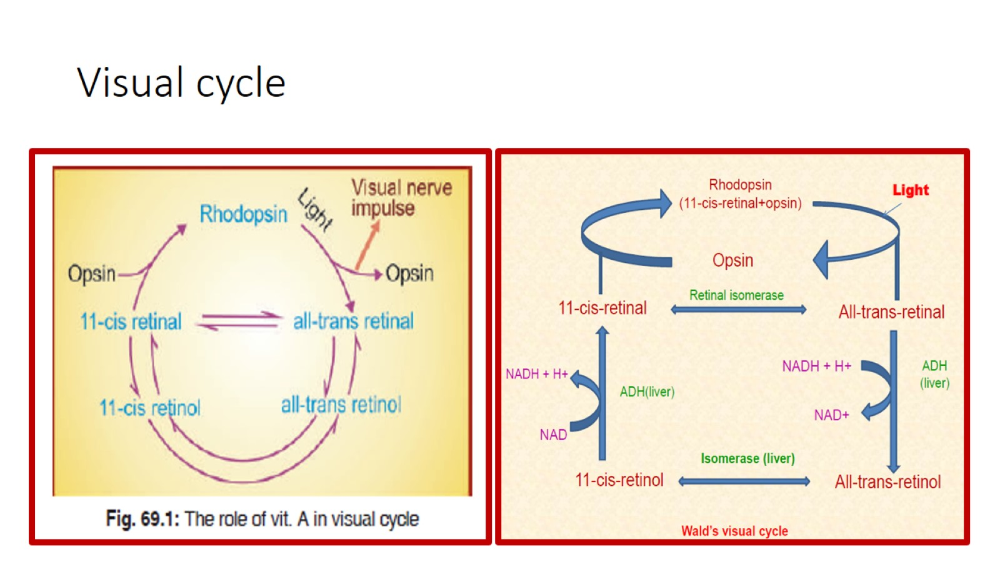 Visual cycle
Visual nerve
impulse
Light
Rhodopsin
Opsin
Opsin
11-cis retinal
all-trans retinal
11-cis retinol
all-trans retinol
Fig. 69.1: The role of vit. A in visual cycle
Rhodopsin
(11-cis-retinal+opsin)
Light
Opsin
Retinal isomerase
11-cis-retinal
All-trans-retinal
NADH + H+
ADH(liver)
NAD
NADH + H+
ADH
(liver)
NAD+
Isomerase (liver)
11-cis-retinol
All-trans-retinol
Wald's visual cycle